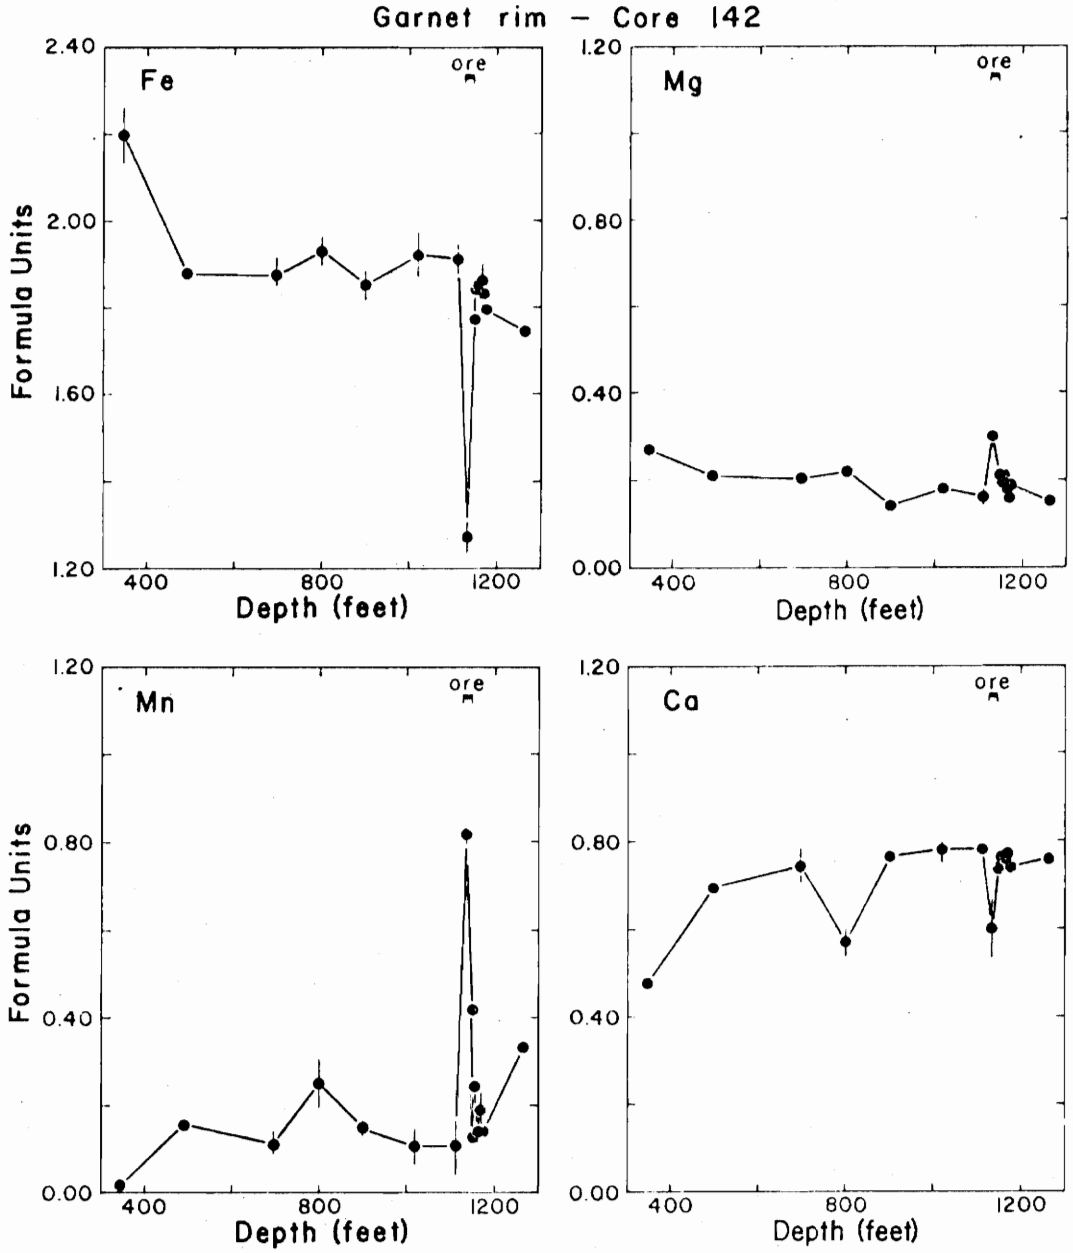 Garnet rim – Core 142
2.40
Fe
ore
2.00
1.60
1.20
400
800
1200
Formula Units
Depth (feet)
1.20
Mg
ore
0.80
0.40
0.00
400
800
1200
Depth (feet)
1.20
Mn
ore
0.80
0.40
0.00
400
800
1200
Formula Units
Depth (feet)
1.20
Ca
ore
0.80
0.40
0.00
400
800
1200
Depth (feet)